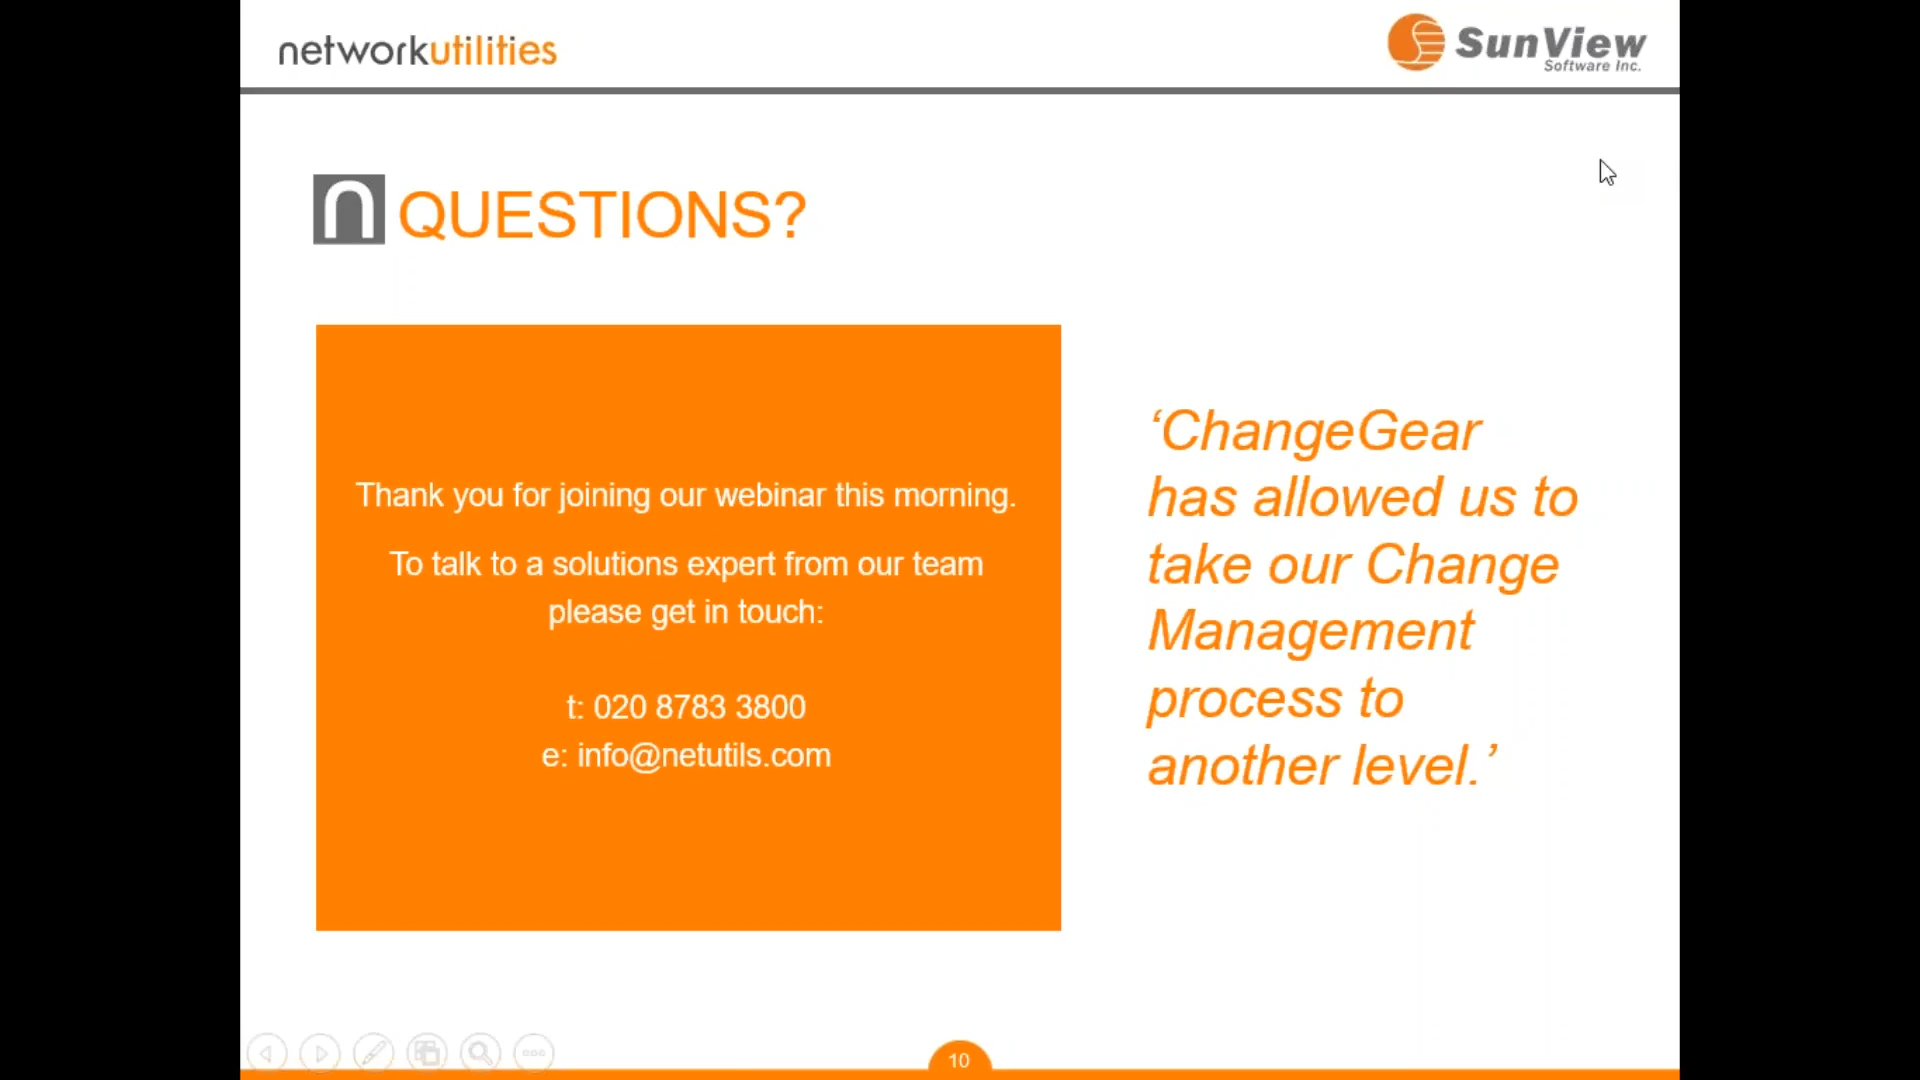 networkutilities
SunView
Software Inc.
n QUESTIONS?
Thank you for joining our webinar this morning.
To talk to a solutions expert from our team
please get in touch:
t: 020 8783 3800
e: info@netutils.com
‘ChangeGear
has allowed us to
take our Change
Management
process to
another level.’
10